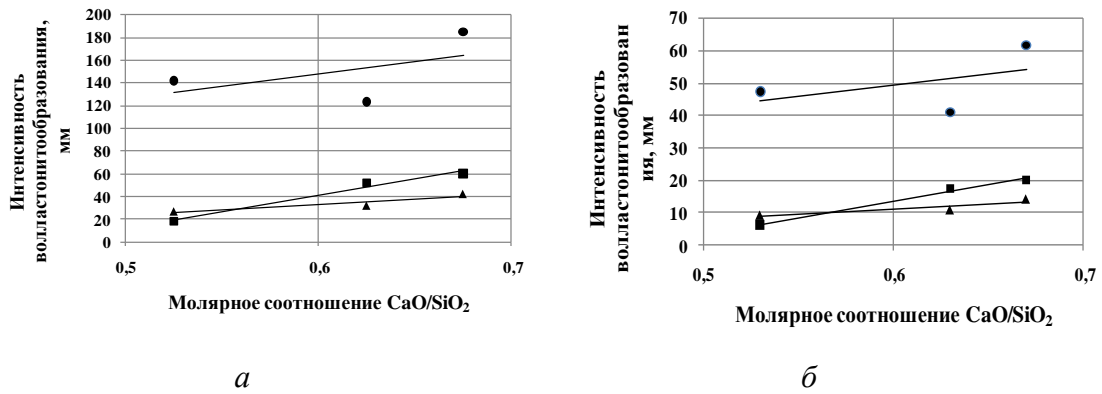 Интенсивность
волластонитообразования,
мм
200
180
160
140
120
100
80
60
40
20
0
0,5
0,6
0,7
Молярное соотношение CaO/SiO₂
а
Интенсивность
волластонитообразован
ия, мм
70
60
50
40
30
20
10
0
0,5
0,6
0,7
Молярное соотношение CaO/SiO₂
б